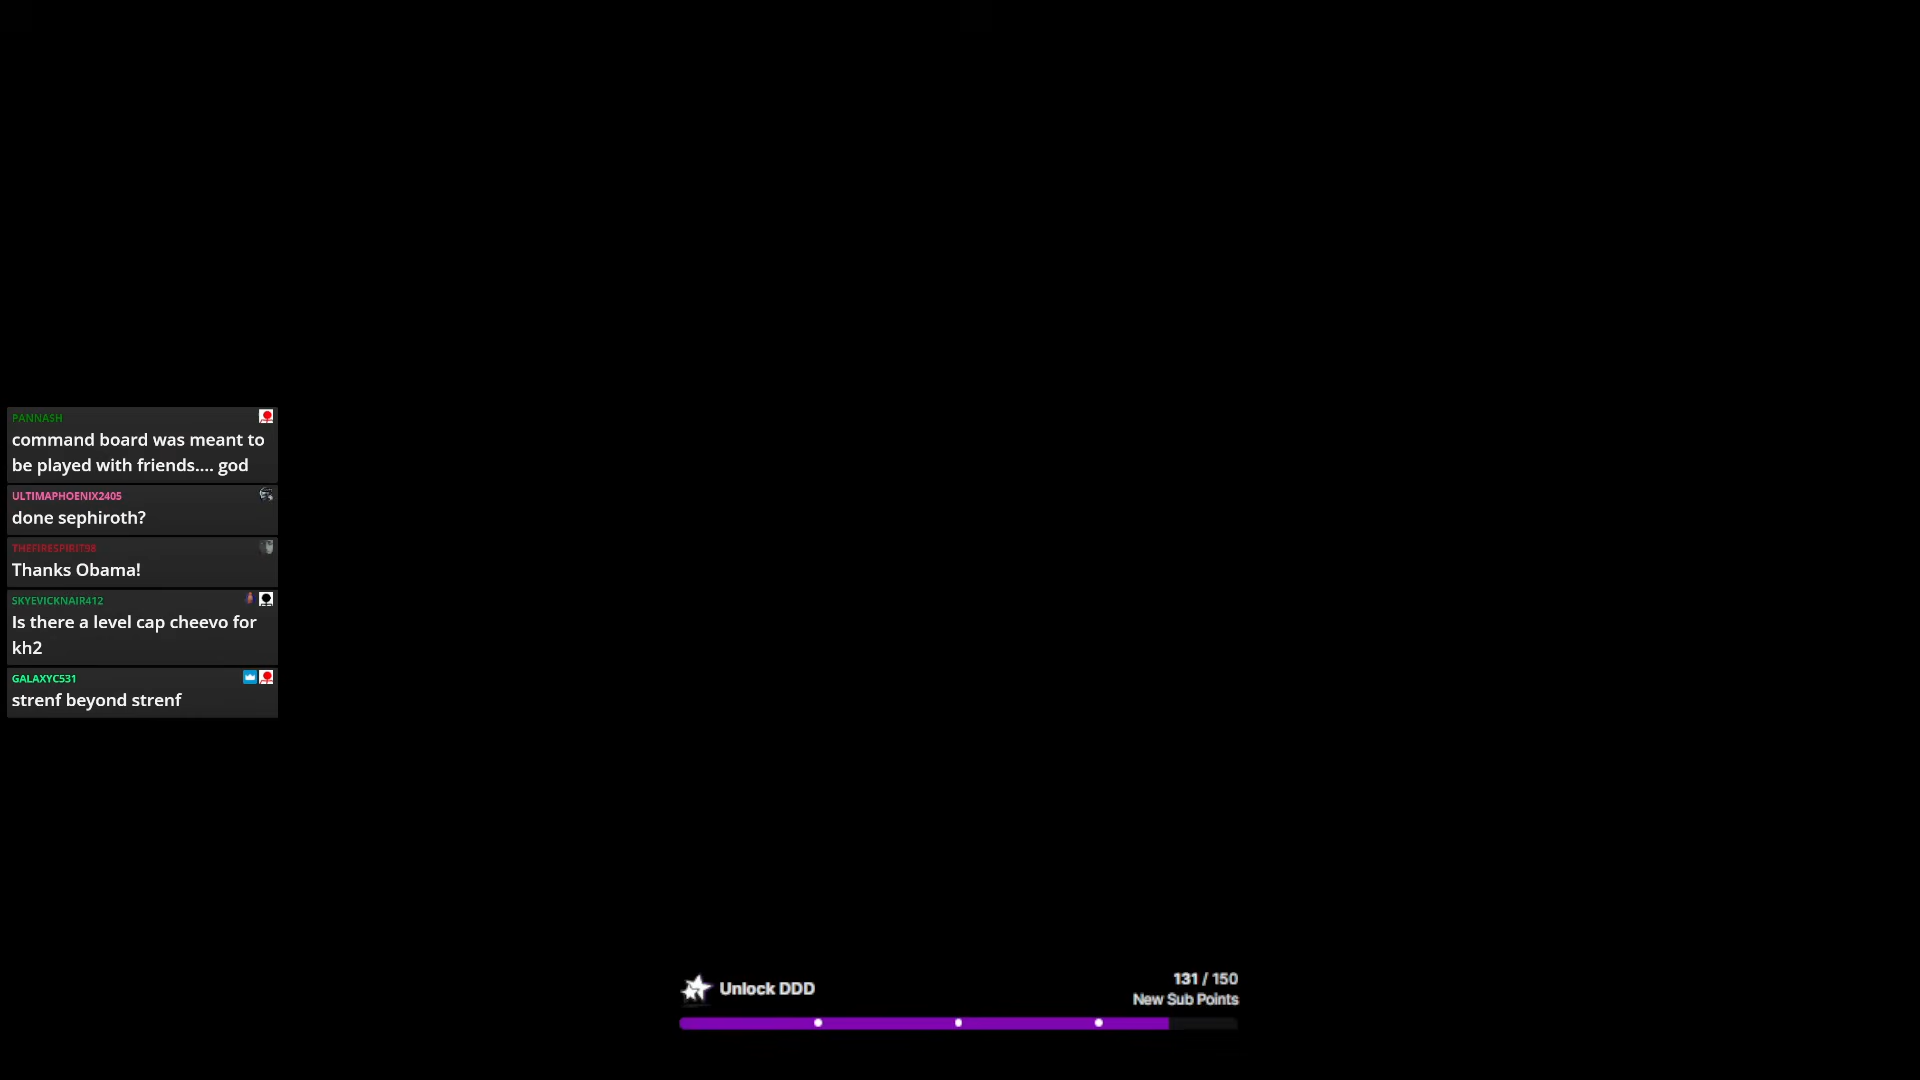 PANNASH
command board was meant to
be played with friends.... god
ULTIMAPHOENIX2405
done sephiroth?
THEFIRESPIRIT98
Thanks Obama!
SKYEVICKNAIR412
Is there a level cap cheevo for
kh2
GALAXYC531
strenf beyond strenf
Unlock DDD
131 / 150
New Sub Points